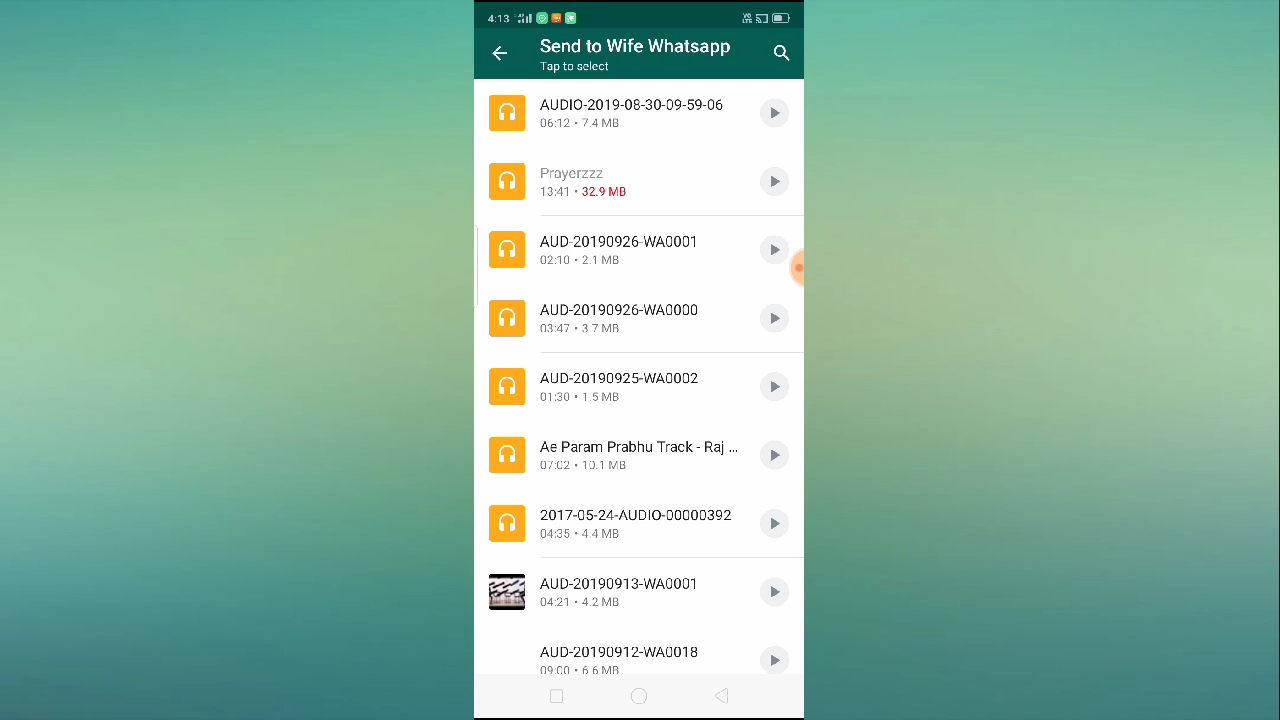 4:13
VO LTE
Send to Wife Whatsapp
Tap to select
AUDIO-2019-08-30-09-59-06
06:12 • 7.4 MB
Prayerzzz
13:41 • 32.9 MB
AUD-20190926-WA0001
02:10 • 2.1 MB
AUD-20190926-WA0000
03:47 • 3.7 MB
AUD-20190925-WA0002
01:30 • 1.5 MB
Ae Param Prabhu Track - Raj ...
07:02 • 10.1 MB
2017-05-24-AUDIO-00000392
04:35 • 4.4 MB
AUD-20190913-WA0001
04:21 • 4.2 MB
AUD-20190912-WA0018
09:00 • 6.6 MB